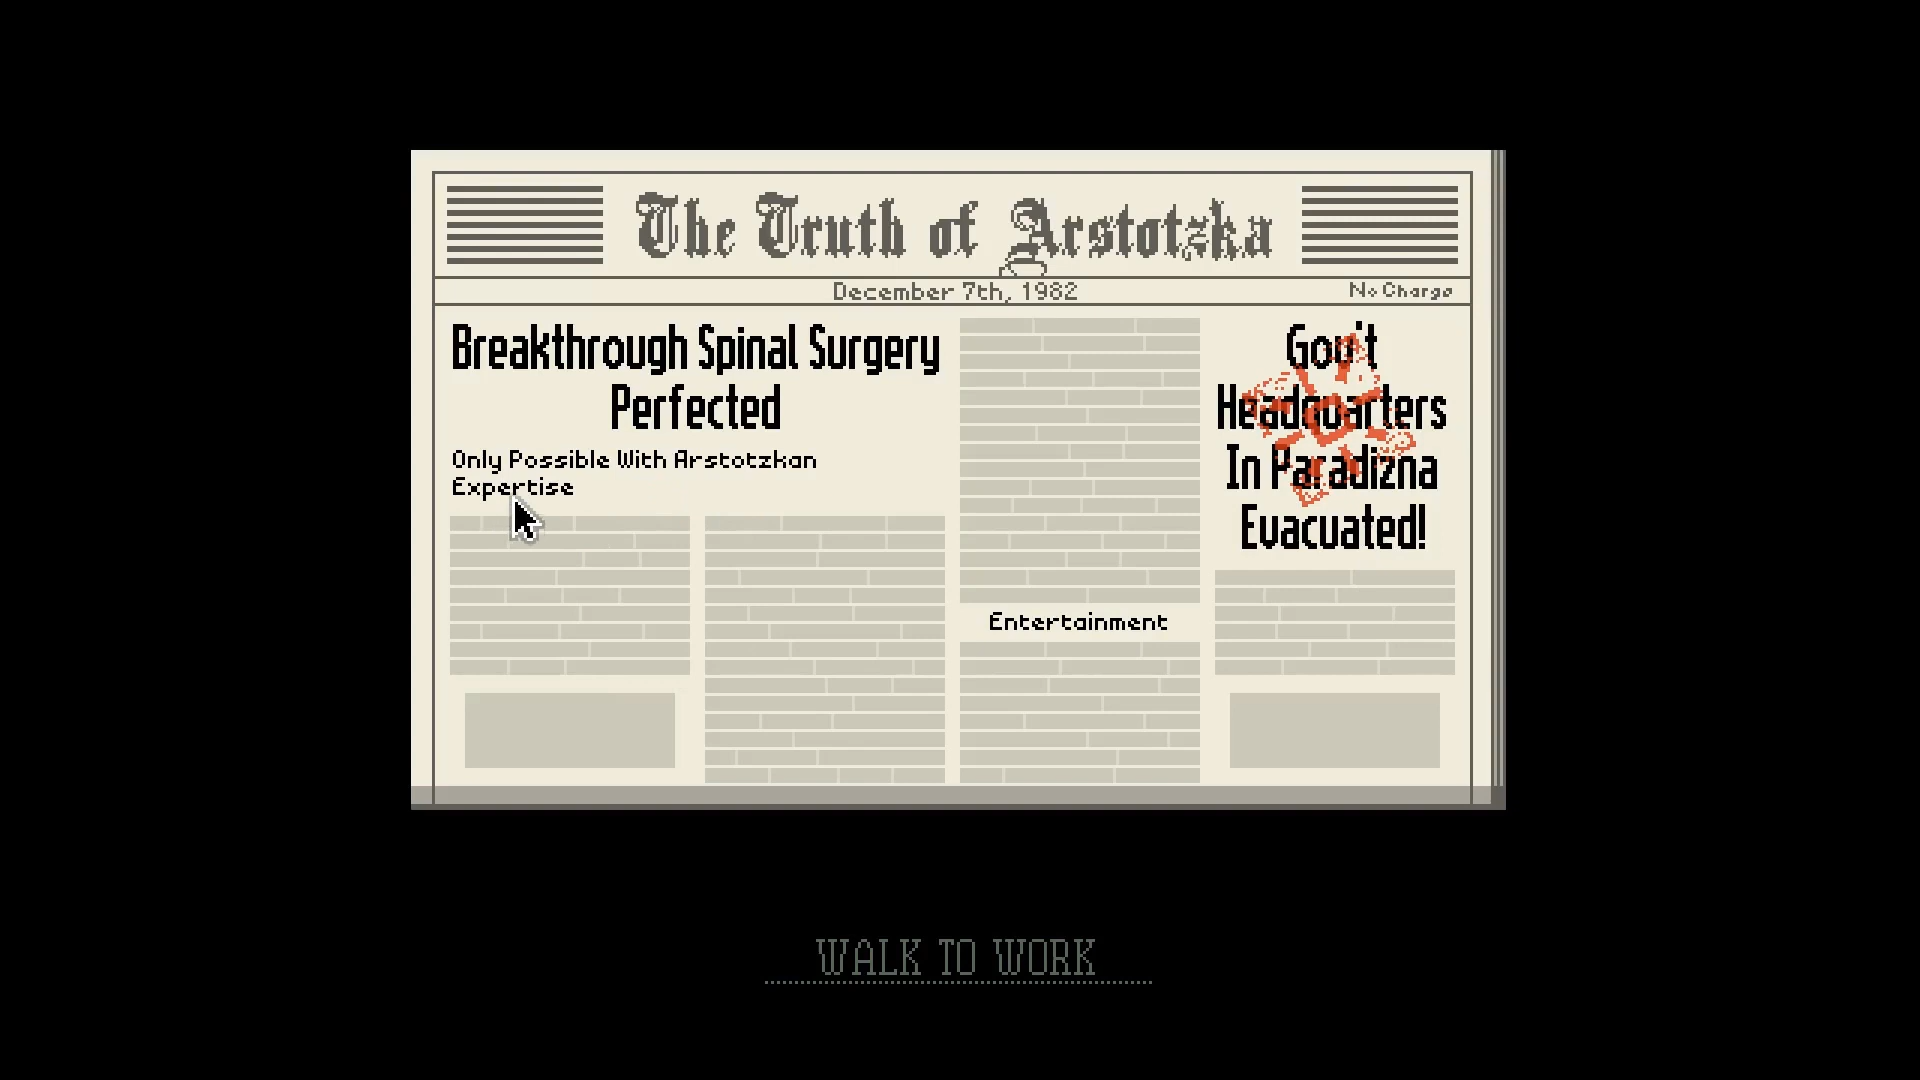 The Truth of Arstotzka
December 7th, 1982
No Charge
Breakthrough Spinal Surgery
Perfected
Only Possible With Arstotzkan
Expertise
Entertainment
Gov't
Headquarters
In Paradizna
Evacuated!
WALK TO WORK